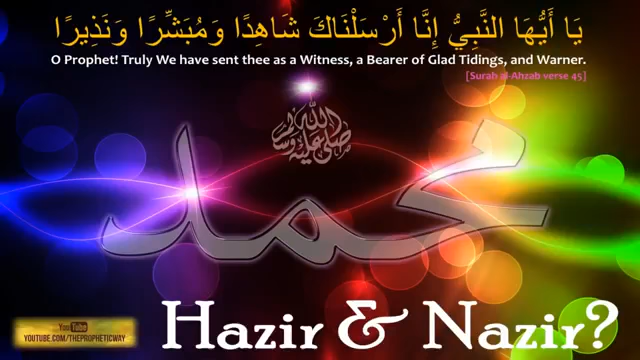 يَا أَيُّهَا النَّبِيُّ إِنَّا أَرْسَلْنَاكَ شَاهِدًا وَمُبَشِّرًا وَنَذِيرًا
O Prophet! Truly We have sent thee as a Witness, a Bearer of Glad Tidings, and Warner.
[Surah al-Ahzab verse 45]
صلى الله عليه وسلم
محمد
Hazir & Nazir?
YouTube
YOUTUBE.COM/THEPROPHETICWAY